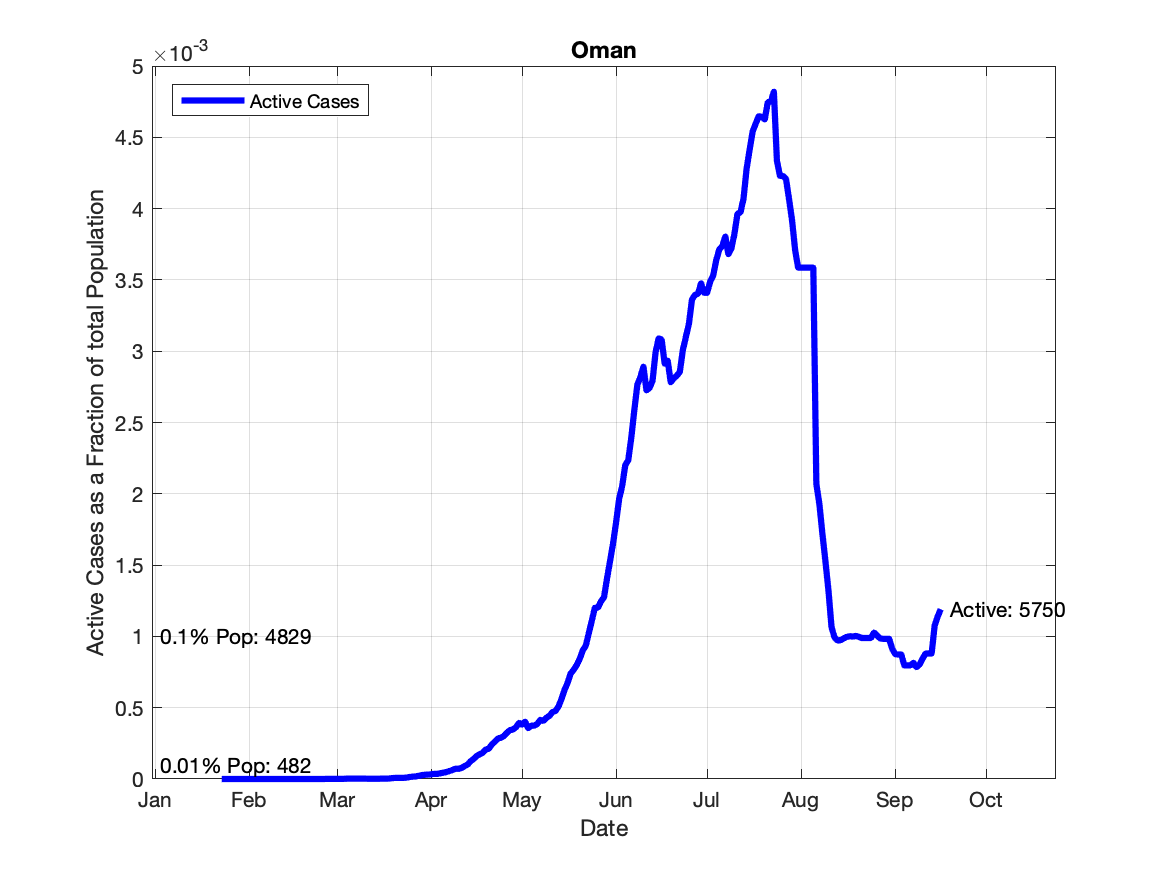 Oman
×10-3
Active Cases
5
4.5
4
3.5
3
2.5
2
1.5
1
0.5
0
Active Cases as a Fraction of total Population
Active: 5750
0.1% Pop: 4829
0.01% Pop: 482
Jan Feb Mar Apr May Jun Jul Aug Sep Oct
Date